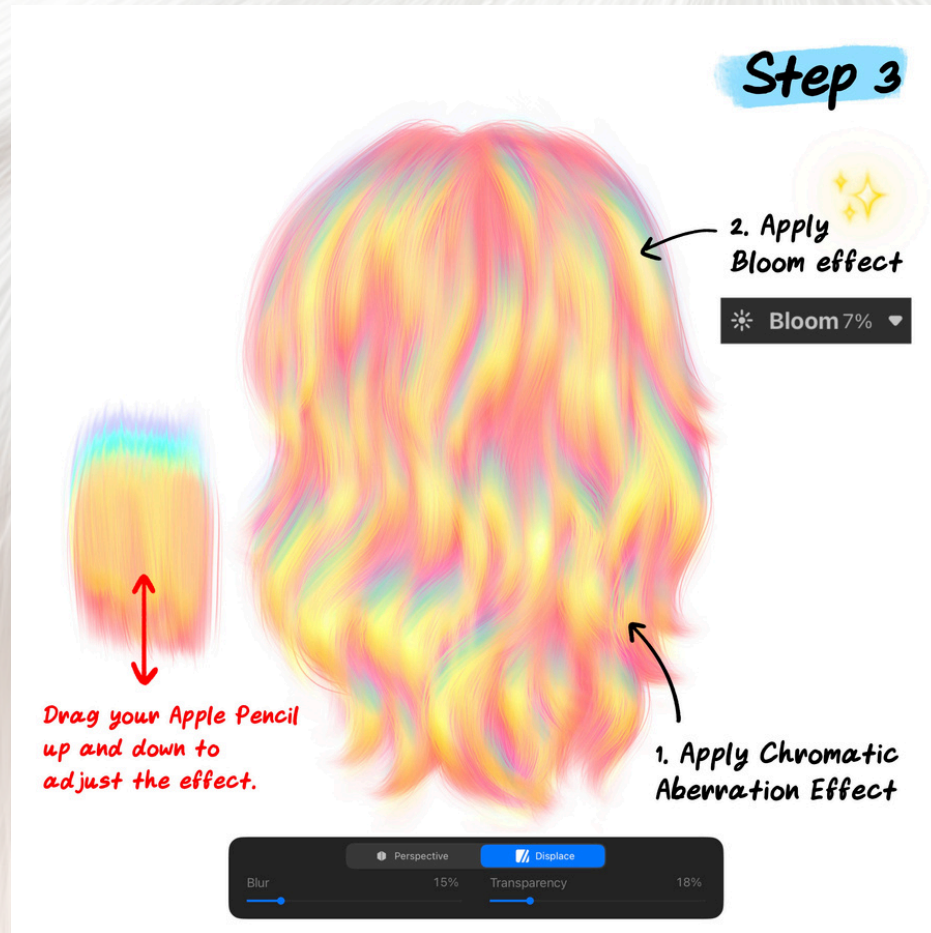 Step 3
2. Apply
Bloom effect
Bloom 7%
Drag your Apple Pencil
up and down to
adjust the effect.
1. Apply Chromatic
Aberration Effect
Perspective Displace
Blur 15% Transparency 18%